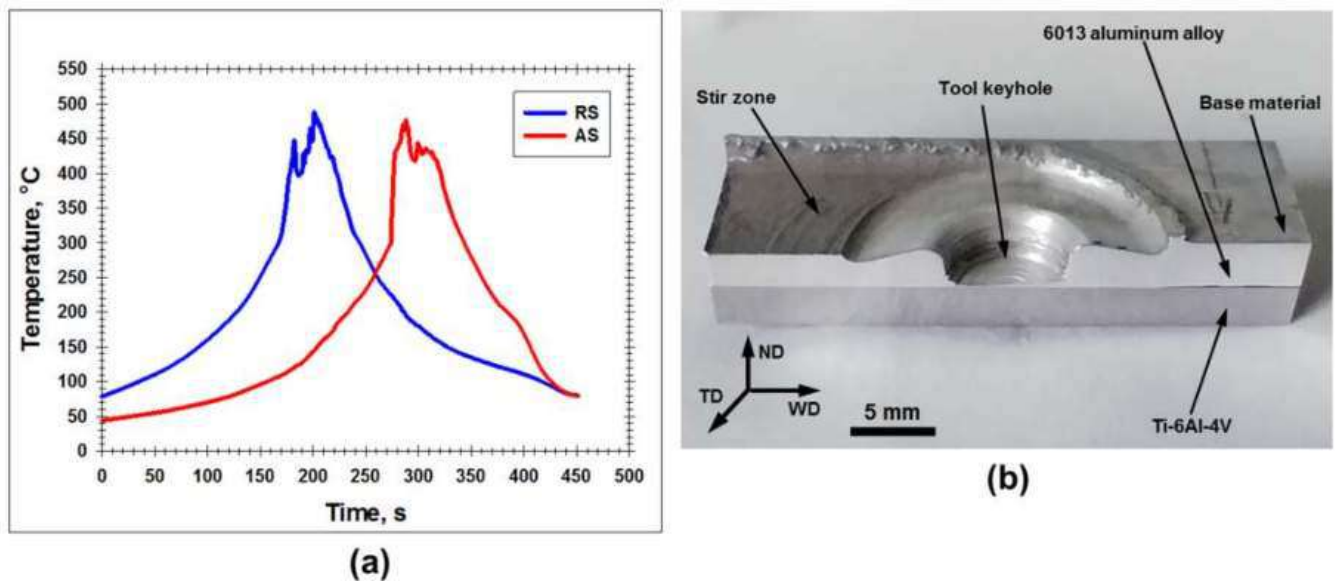 550
500
450
400
350
300
250
200
150
100
50
0
Temperature, °C
RS
AS
0 50 100 150 200 250 300 350 400 450 500
Time, s
(a)
6013 aluminum alloy
Tool keyhole
Stir zone
Base material
ND
TD
WD
5 mm
Ti-6Al-4V
(b)